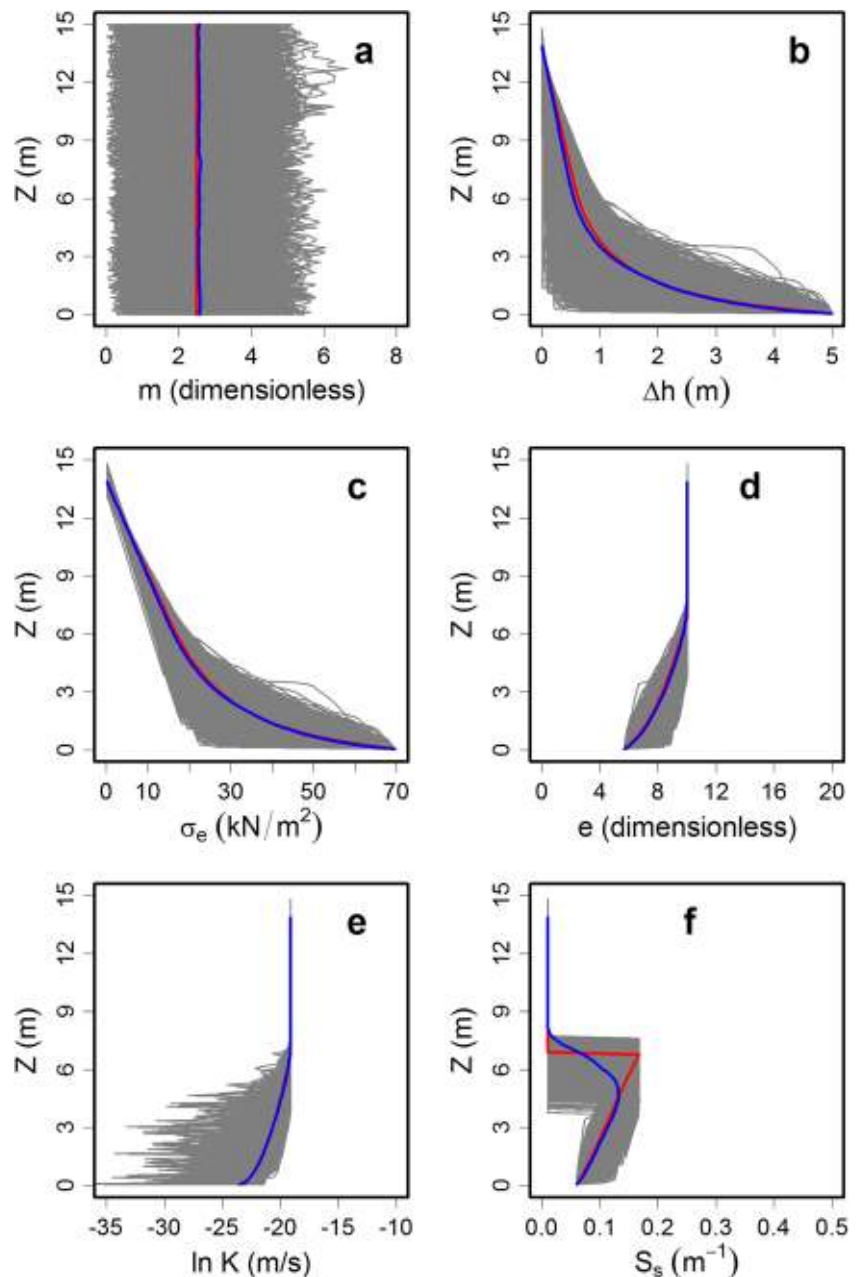 a
Z (m)
15
12
9
6
3
0
0 2 4 6 8
m (dimensionless)
b
Z (m)
15
12
9
6
3
0
0 1 2 3 4 5
Δh (m)
c
Z (m)
15
12
9
6
3
0
0 10 30 50 70
σe (kN/m²)
d
Z (m)
15
12
9
6
3
0
0 4 8 12 16 20
e (dimensionless)
e
Z (m)
15
12
9
6
3
0
-35 -30 -25 -20 -15 -10
ln K (m/s)
f
Z (m)
15
12
9
6
3
0
0.0 0.1 0.2 0.3 0.4 0.5
Ss (m⁻¹)